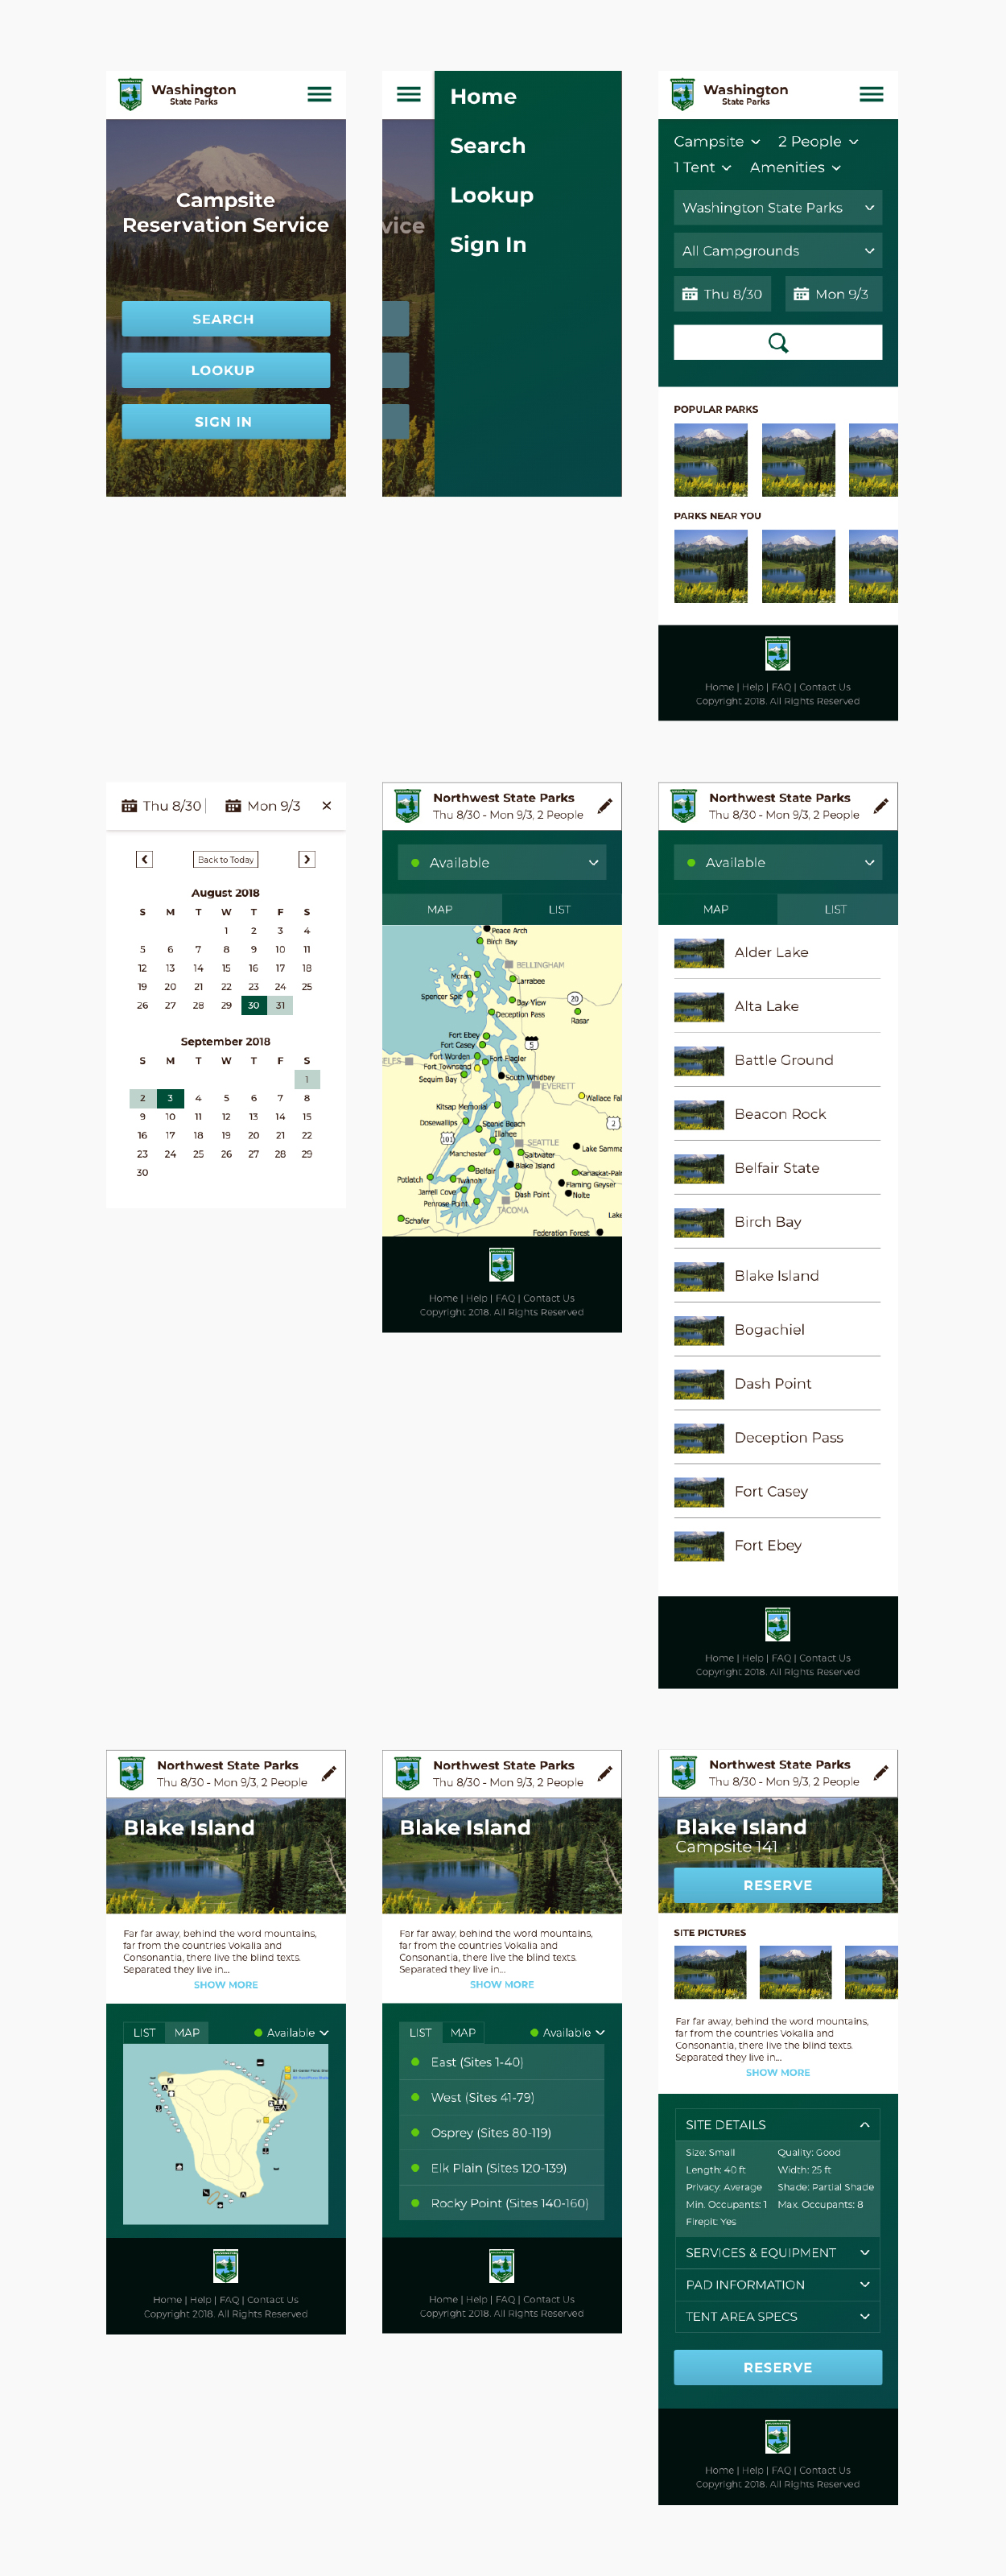 Washington
State Parks
Campsite
Reservation Service
SEARCH
LOOKUP
SIGN IN
vice
Home
Search
Lookup
Sign In
Washington
State Parks
Campsite
2 People
1 Tent
Amenities
Washington State Parks
All Campgrounds
Thu 8/30
Mon 9/3
POPULAR PARKS
PARKS NEAR YOU
Home | Help | FAQ | Contact Us
Copyright 2018. All Rights Reserved
Thu 8/30
Mon 9/3
Back to Today
August 2018
S M T W T F S
1 2 3 4
5 6 7 8 9 10 11
12 13 14 15 16 17 18
19 20 21 22 23 24 25
26 27 28 29 30 31
September 2018
S M T W T F S
1
2 3 4 5 6 7 8
9 10 11 12 13 14 15
16 17 18 19 20 21 22
23 24 25 26 27 28 29
30
Northwest State Parks
Thu 8/30 - Mon 9/3, 2 People
Available
MAP
LIST
Peace Arch
Birch Bay
BELLINGHAM
Moran
Larrabee
Spencer Spit
Bay View
20
Rasar
Deception Pass
Fort Ebey
Fort Casey
5
Fort Worden
Fort Flagler
ELES
Fort Townsend
Sequim Bay
South Whidbey
EVERETT
Wallace Fa
Kitsap Memorial
Dosewallips
Scenic Beach
2
Illahee
101
SEATTLE
Lake Samma
Manchester
Saltwater
Blake Island
Belfair
Kanaskat-Pal
Potlatch
Twanoh
Flaming Geyser
Jarrell Cove
Dash Point
Nolte
Penrose Point
TACOMA
Schafer
Lake
Federation Forest
Home | Help | FAQ | Contact Us
Copyright 2018. All Rights Reserved
Northwest State Parks
Thu 8/30 - Mon 9/3, 2 People
Available
MAP
LIST
Alder Lake
Alta Lake
Battle Ground
Beacon Rock
Belfair State
Birch Bay
Blake Island
Bogachiel
Dash Point
Deception Pass
Fort Casey
Fort Ebey
Home | Help | FAQ | Contact Us
Copyright 2018. All Rights Reserved
Northwest State Parks
Thu 8/30 - Mon 9/3, 2 People
Blake Island
Far far away, behind the word mountains,
far from the countries Vokalia and
Consonantia, there live the blind texts.
Separated they live in...
SHOW MORE
LIST
MAP
Available
Home | Help | FAQ | Contact Us
Copyright 2018. All Rights Reserved
Northwest State Parks
Thu 8/30 - Mon 9/3, 2 People
Blake Island
Far far away, behind the word mountains,
far from the countries Vokalia and
Consonantia, there live the blind texts.
Separated they live in...
SHOW MORE
LIST
MAP
Available
East (Sites 1-40)
West (Sites 41-79)
Osprey (Sites 80-119)
Elk Plain (Sites 120-139)
Rocky Point (Sites 140-160)
Home | Help | FAQ | Contact Us
Copyright 2018. All Rights Reserved
Northwest State Parks
Thu 8/30 - Mon 9/3, 2 People
Blake Island
Campsite 141
RESERVE
SITE PICTURES
Far far away, behind the word mountains,
far from the countries Vokalia and
Consonantia, there live the blind texts.
Separated they live in...
SHOW MORE
SITE DETAILS
Size: Small
Quality: Good
Length: 40 ft
Width: 25 ft
Privacy: Average
Shade: Partial Shade
Min. Occupants: 1
Max. Occupants: 8
Firepit: Yes
SERVICES & EQUIPMENT
PAD INFORMATION
TENT AREA SPECS
RESERVE
Home | Help | FAQ | Contact Us
Copyright 2018. All Rights Reserved